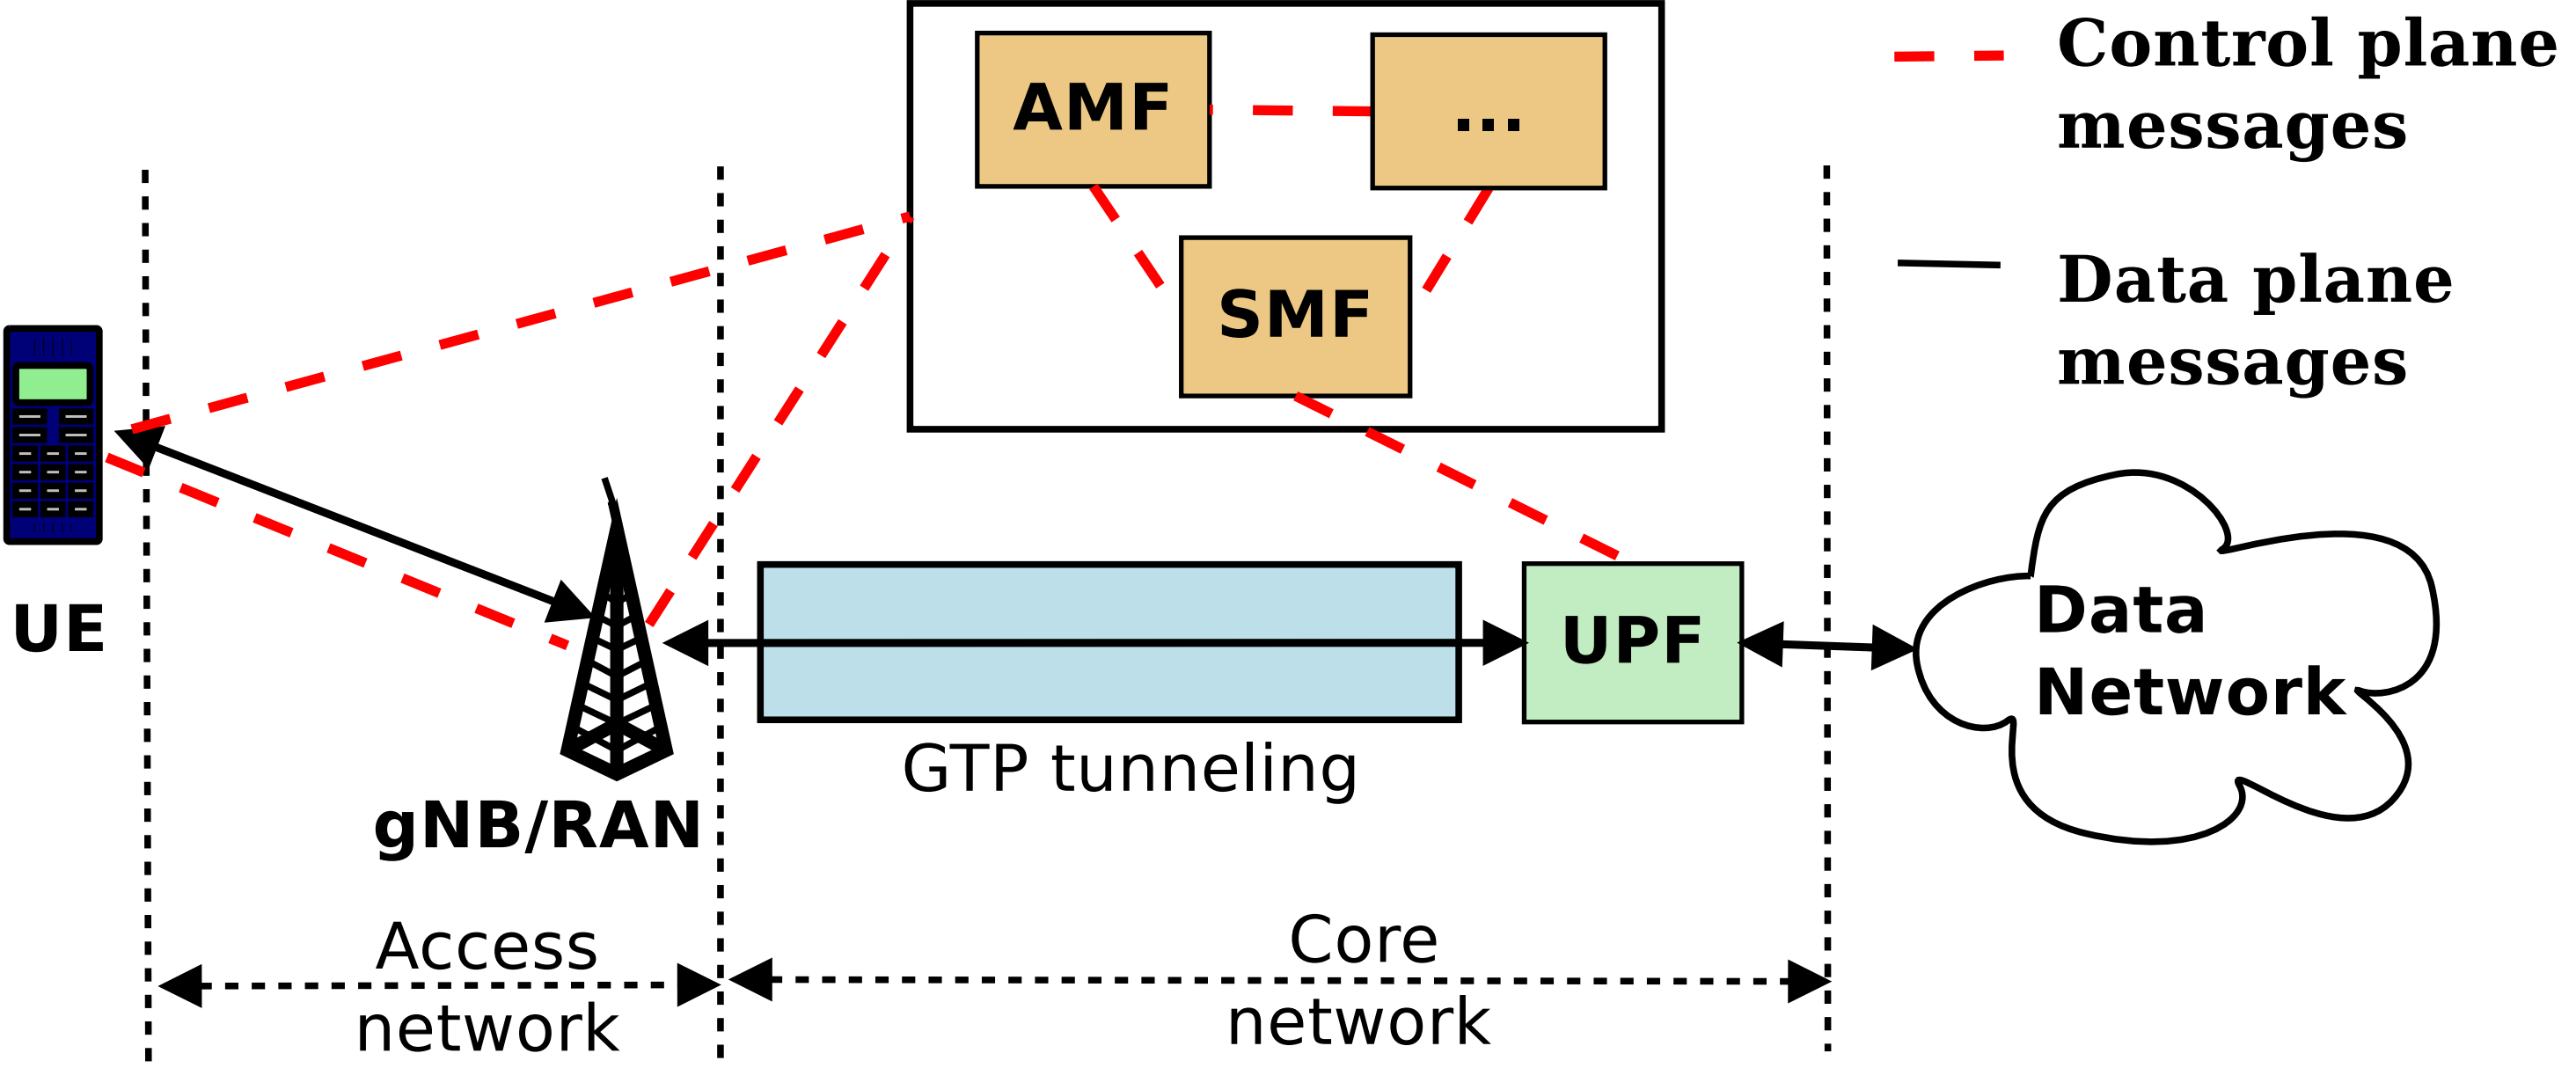 AMF
...
SMF
Control plane
messages
Data plane
messages
UE
gNB/RAN
GTP tunneling
UPF
Data
Network
Access
network
Core
network